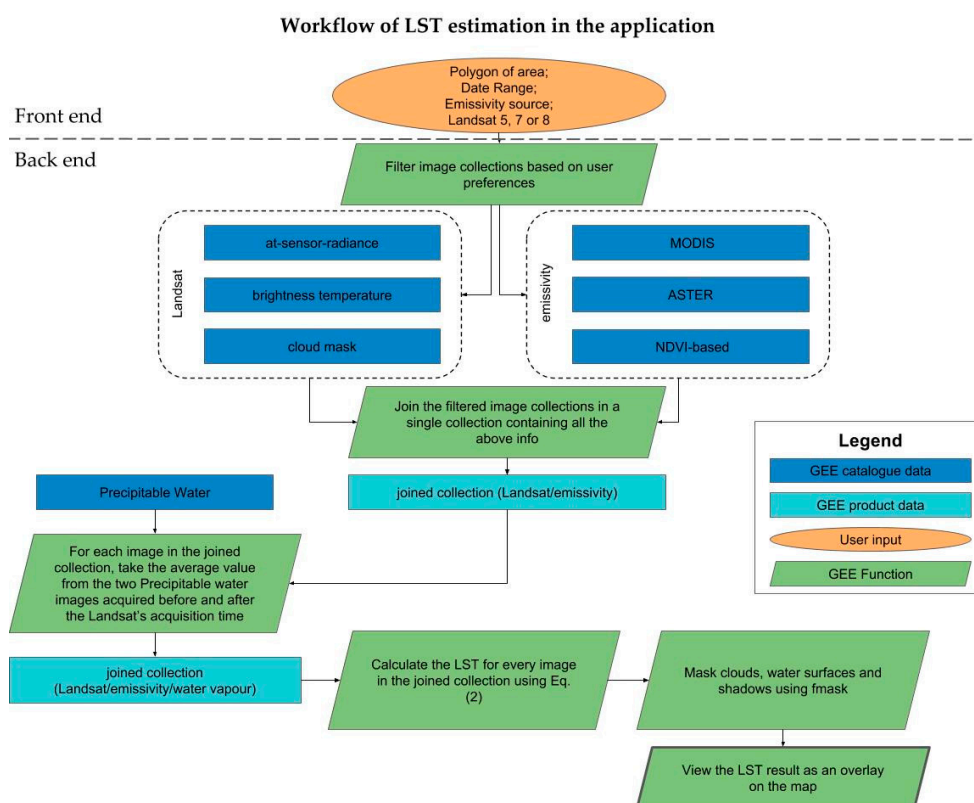 Workflow of LST estimation in the application
Polygon of area;
Date Range;
Emissivity source;
Landsat 5, 7 or 8
Front end
Back end
Filter image collections based on user
preferences
Landsat
at-sensor-radiance
brightness temperature
cloud mask
emissivity
MODIS
ASTER
NDVI-based
Join the filtered image collections in a
single collection containing all the
above info
Legend
GEE catalogue data
GEE product data
User input
GEE Function
Precipitable Water
joined collection (Landsat/emissivity)
For each image in the joined
collection, take the average value
from the two Precipitable water
images acquired before and after
the Landsat's acquisition time
joined collection
(Landsat/emissivity/water vapour)
Calculate the LST for every image
in the joined collection using Eq.
(2)
Mask clouds, water surfaces and
shadows using fmask
View the LST result as an overlay
on the map